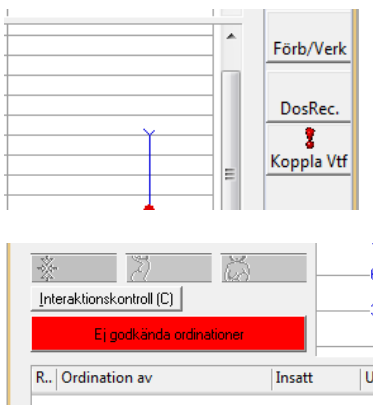 Förb/Verk
DosRec.
Koppla Vtf
Interaktionskontroll (C)
Ej godkända ordinationer
R.. Ordination av Insatt U